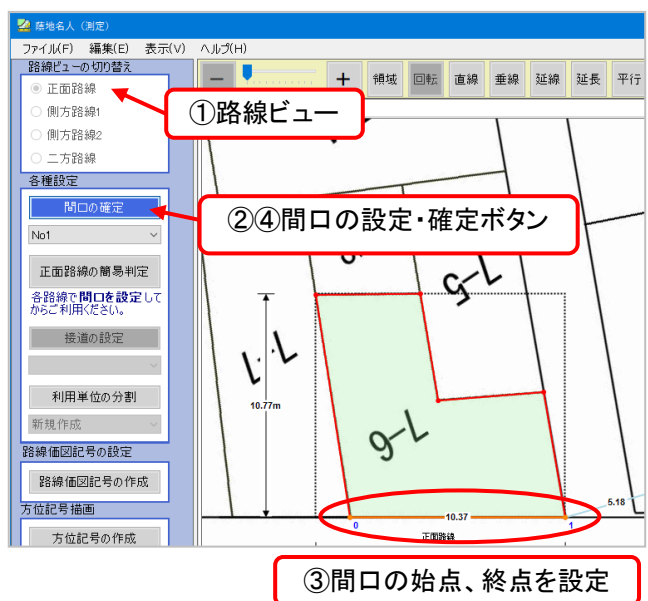 蔭地名人（測定）
ファイル(F) 編集(E) 表示(V) ヘルプ(H)
路線ビューの切り替え
正面路線
側方路線1
側方路線2
二方路線
各種設定
間口の確定
No1
正面路線の簡易判定
各路線で間口を設定して
からご利用ください。
接道の設定
利用単位の分割
新規作成
路線価図記号の設定
路線価図記号の作成
方位記号描画
方位記号の作成
－ ＋ 領域 回転 直線 垂線 延線 延長 平行
①路線ビュー
②④間口の設定・確定ボタン
7-5
7-1
7-6
10.77m
10.37
5.18
0
1
正面路線
③間口の始点、終点を設定